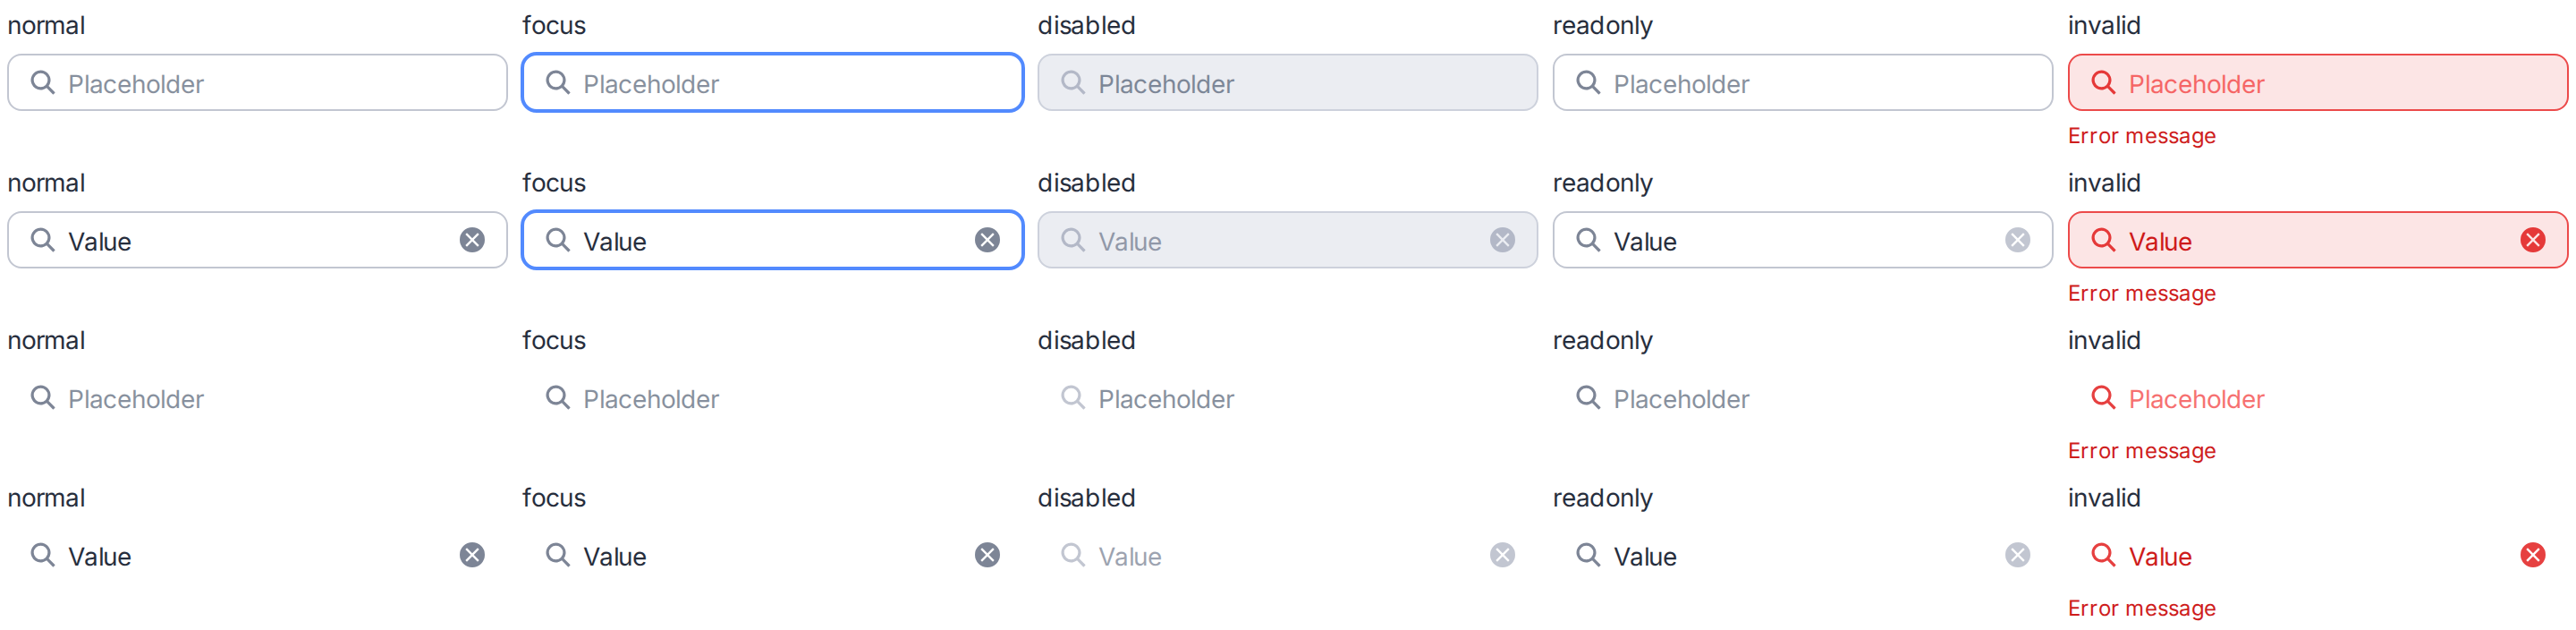 normal focus disabled readonly invalid
Placeholder Placeholder Placeholder Placeholder Placeholder
Error message
normal focus disabled readonly invalid
Value Value Value Value Value
Error message
normal focus disabled readonly invalid
Placeholder Placeholder Placeholder Placeholder Placeholder
Error message
normal focus disabled readonly invalid
Value Value Value Value Value
Error message